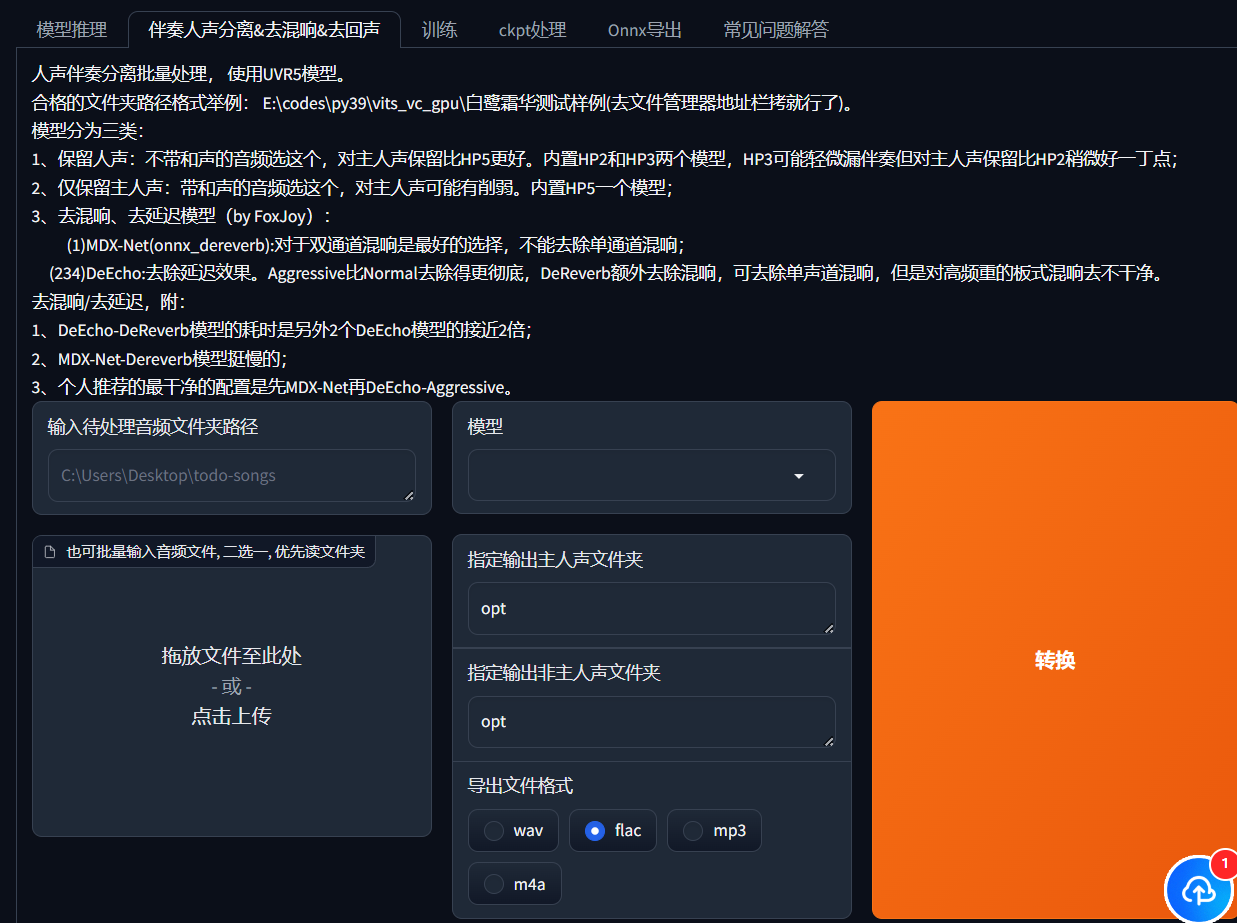 模型推理 伴奏人声分离&去混响&去回声 训练 ckpt处理 Onnx导出 常见问题解答
人声伴奏分离批量处理， 使用UVR5模型。
合格的文件夹路径格式举例： E:\codes\py39\vits_vc_gpu\白鹭霜华测试样例(去文件管理器地址栏拷就行了)。
模型分为三类：
1、保留人声：不带和声的音频选这个，对主人声保留比HP5更好。内置HP2和HP3两个模型，HP3可能轻微漏伴奏但对主人声保留比HP2稍微好一丁点；
2、仅保留主人声：带和声的音频选这个，对主人声可能有削弱。内置HP5一个模型；
3、去混响、去延迟模型（by FoxJoy）：
(1)MDX-Net(onnx_dereverb):对于双通道混响是最好的选择，不能去除单通道混响；
(234)DeEcho:去除延迟效果。Aggressive比Normal去除得更彻底，DeReverb额外去除混响，可去除单声道混响，但是对高频重的板式混响去不干净。
去混响/去延迟，附：
1、DeEcho-DeReverb模型的耗时是另外2个DeEcho模型的接近2倍；
2、MDX-Net-Dereverb模型挺慢的；
3、个人推荐的最干净的配置是先MDX-Net再DeEcho-Aggressive。
输入待处理音频文件夹路径
C:\Users\Desktop\todo-songs
模型
也可批量输入音频文件, 二选一, 优先读文件夹
拖放文件至此处
- 或 -
点击上传
指定输出主人声文件夹
opt
指定输出非主人声文件夹
opt
导出文件格式
wav flac mp3
m4a
转换
1